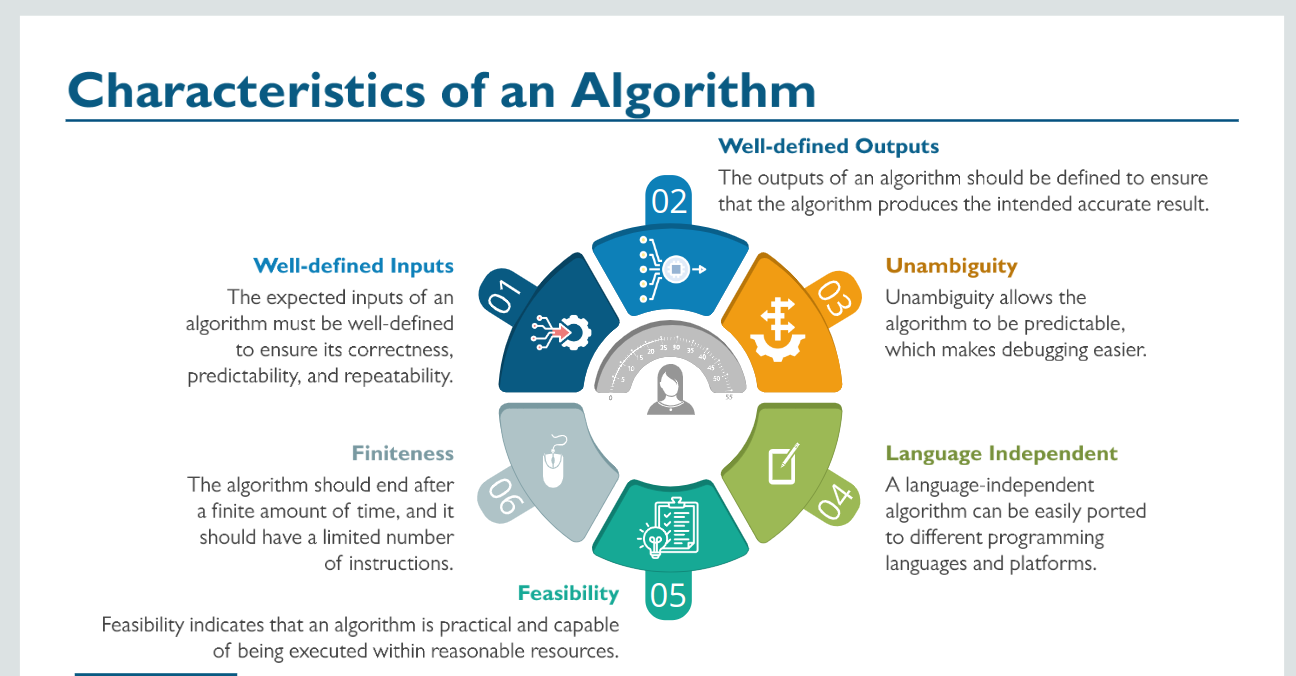 Characteristics of an Algorithm
01
Well-defined Inputs
The expected inputs of an
algorithm must be well-defined
to ensure its correctness,
predictability, and repeatability.
02
Well-defined Outputs
The outputs of an algorithm should be defined to ensure
that the algorithm produces the intended accurate result.
03
Unambiguity
Unambiguity allows the
algorithm to be predictable,
which makes debugging easier.
04
Language Independent
A language-independent
algorithm can be easily ported
to different programming
languages and platforms.
05
Feasibility
Feasibility indicates that an algorithm is practical and capable
of being executed within reasonable resources.
06
Finiteness
The algorithm should end after
a finite amount of time, and it
should have a limited number
of instructions.
0 5 10 15 20 25 30 35 40 45 50 55